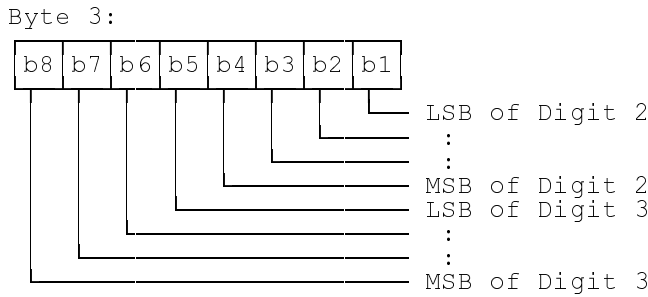 Byte 3:
b8 b7 b6 b5 b4 b3 b2 b1
LSB of Digit 2
:
:
MSB of Digit 2
LSB of Digit 3
:
:
MSB of Digit 3